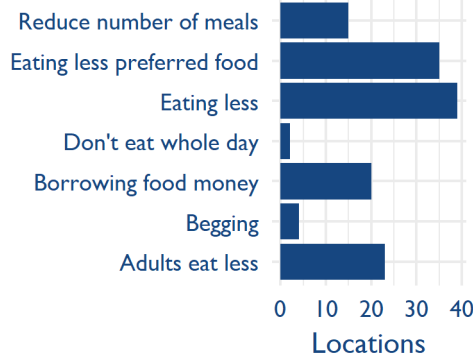 Reduce number of meals
Eating less preferred food
Eating less
Don't eat whole day
Borrowing food money
Begging
Adults eat less
0 10 20 30 40
Locations